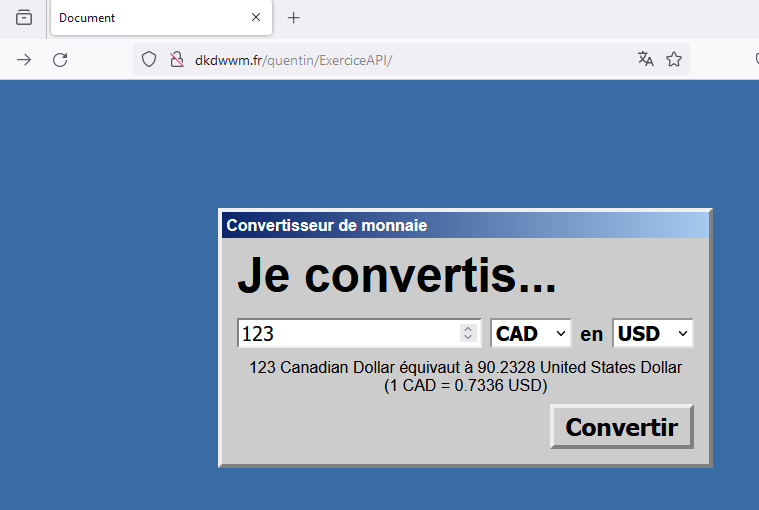 Document
dkdwwm.fr/quentin/ExerciceAPI/
Convertisseur de monnaie
Je convertis...
123 CAD en USD
123 Canadian Dollar équivaut à 90.2328 United States Dollar
(1 CAD = 0.7336 USD)
Convertir